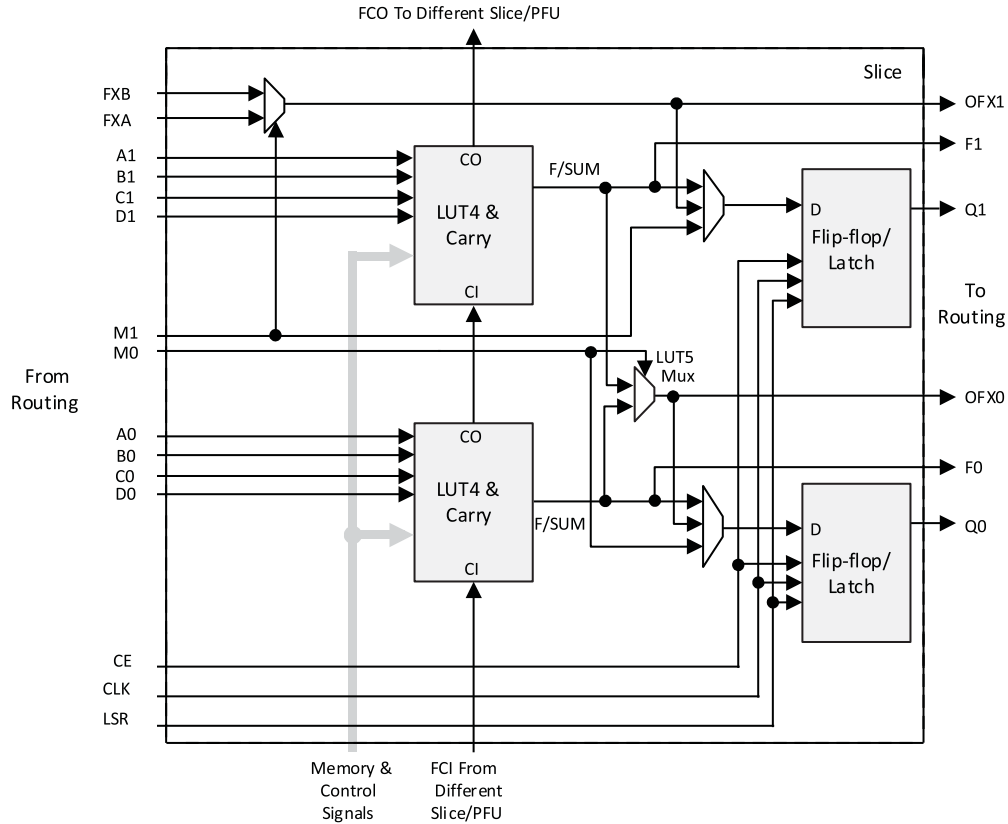 FCO To Different Slice/PFU
Slice
FXB
FXA
OFX1
F1
A1
B1
C1
D1
CO
LUT4 &
Carry
CI
F/SUM
D
Flip-flop/
Latch
Q1
To
Routing
M1
M0
From
Routing
LUT5
Mux
OFX0
A0
B0
C0
D0
CO
LUT4 &
Carry
CI
F/SUM
F0
D
Flip-flop/
Latch
Q0
CE
CLK
LSR
Memory &
Control
Signals
FCI From
Different
Slice/PFU